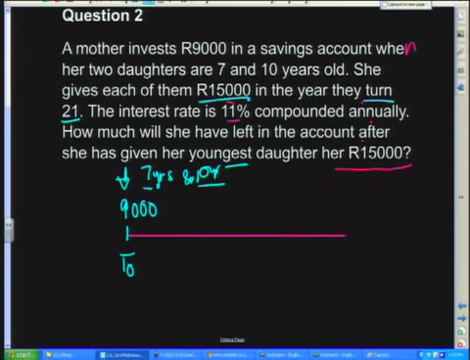 Question 2
A mother invests R9000 in a savings account when
her two daughters are 7 and 10 years old. She
gives each of them R15000 in the year they turn
21. The interest rate is 11% compounded annually.
How much will she have left in the account after
she has given her youngest daughter her R15000?
7yrs & 10yr
9000
T0
start